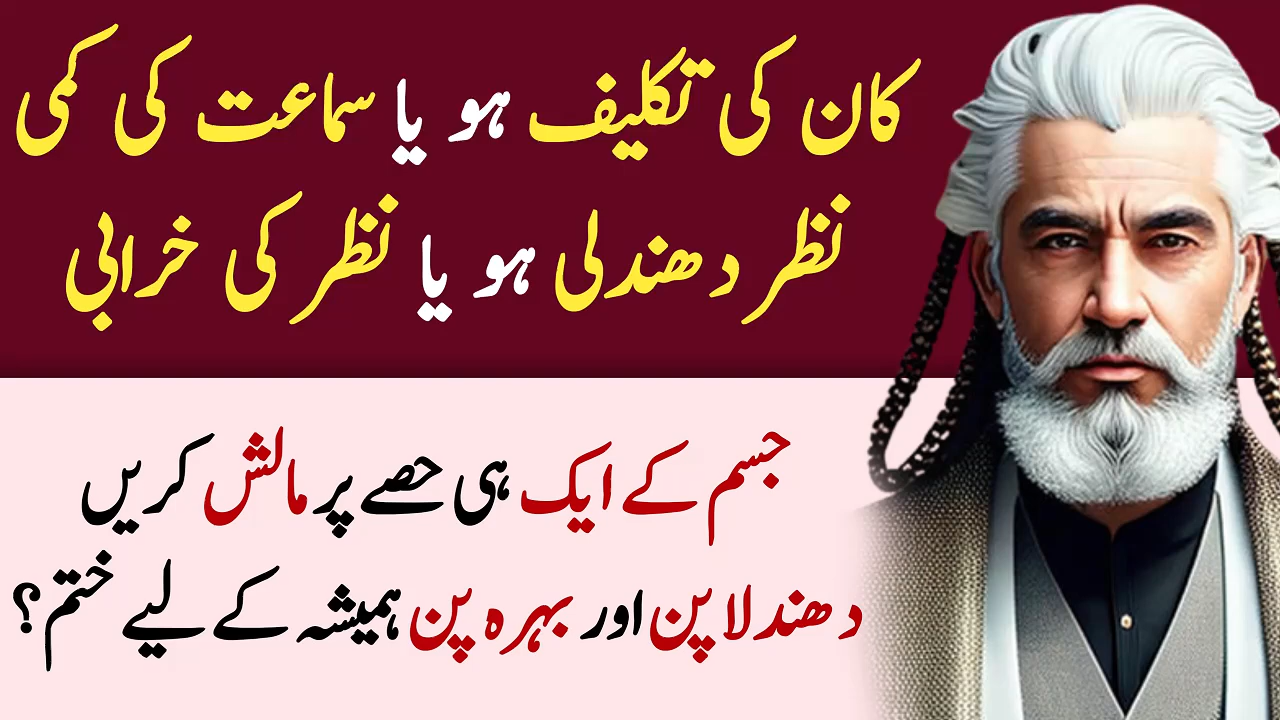 کان کی تکلیف ہو یا سماعت کی کمی
نظر دھندلی ہو یا نظر کی خرابی
جسم کے ایک ہی حصے پر مالش کریں
دھندلا پن اور بہرہ پن ہمیشہ کے لیے ختم؟